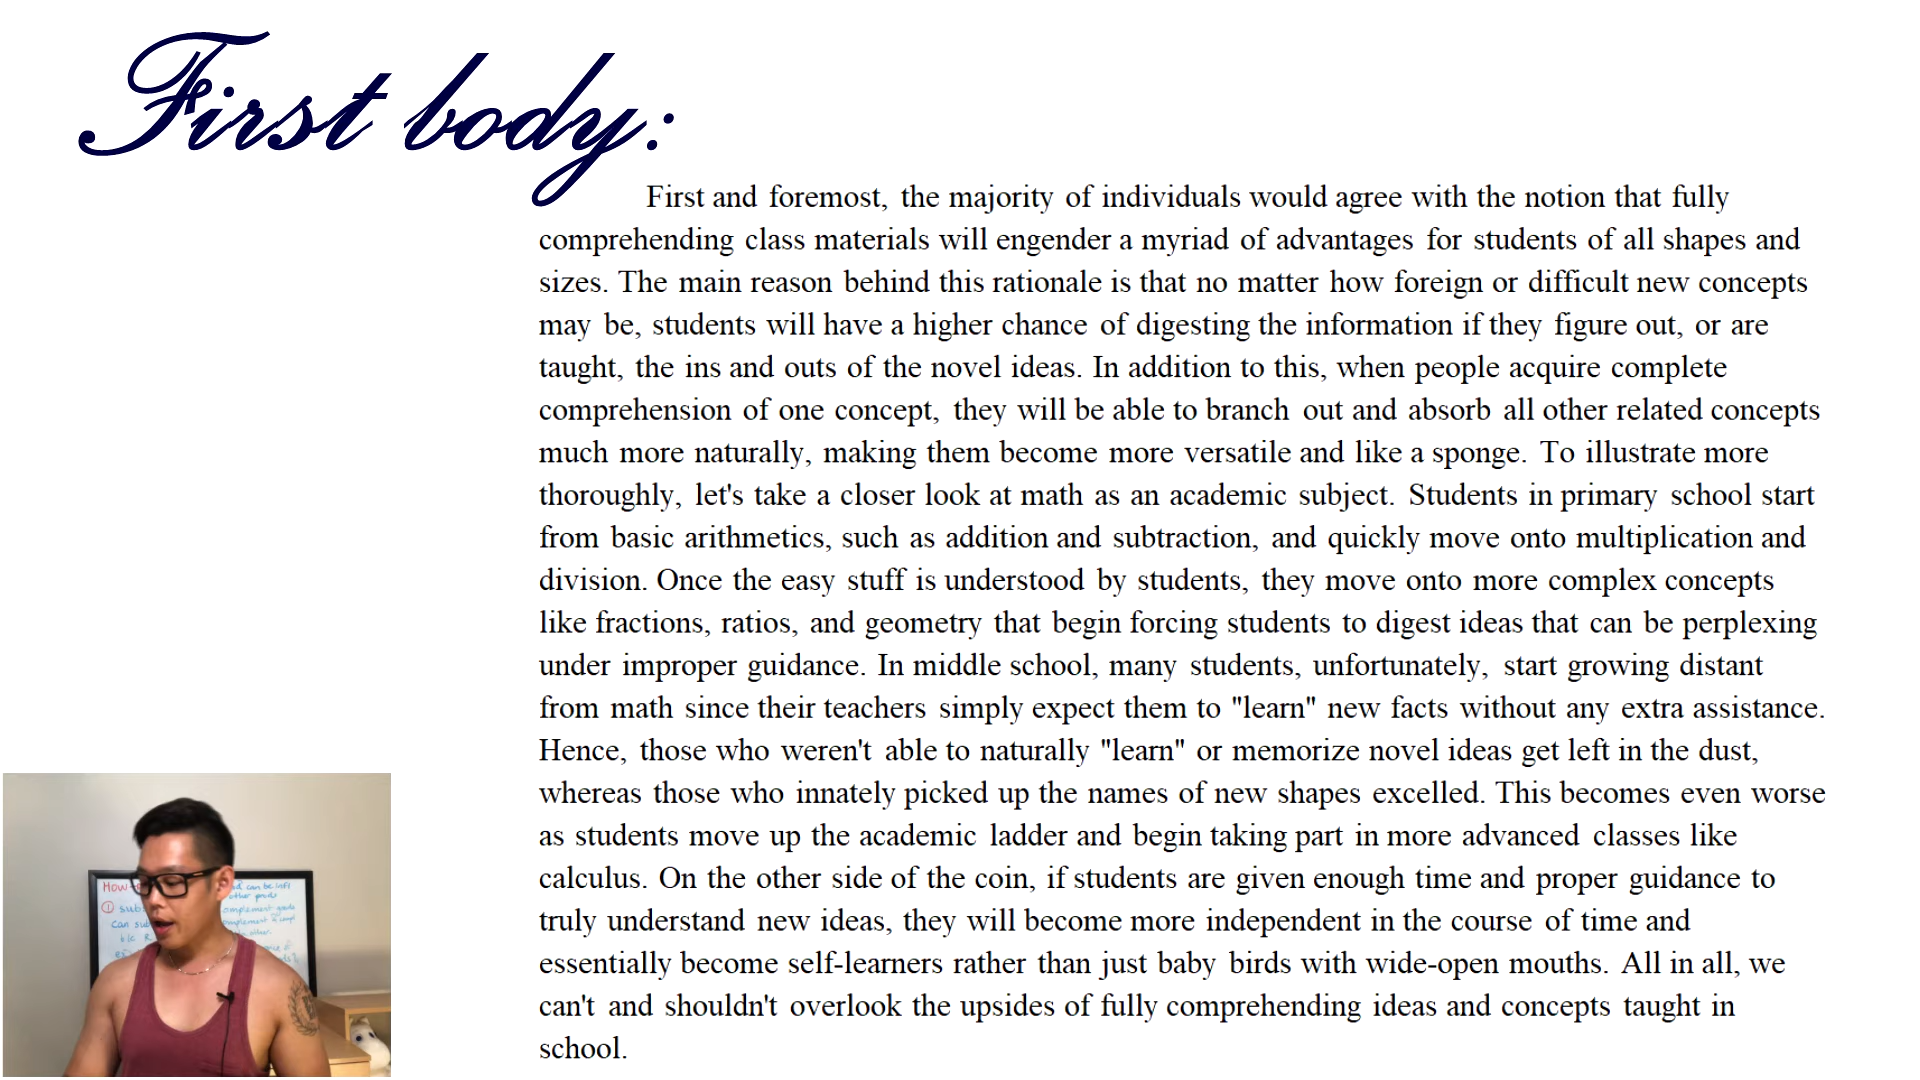 First body:
First and foremost, the majority of individuals would agree with the notion that fully
comprehending class materials will engender a myriad of advantages for students of all shapes and
sizes. The main reason behind this rationale is that no matter how foreign or difficult new concepts
may be, students will have a higher chance of digesting the information if they figure out, or are
taught, the ins and outs of the novel ideas. In addition to this, when people acquire complete
comprehension of one concept, they will be able to branch out and absorb all other related concepts
much more naturally, making them become more versatile and like a sponge. To illustrate more
thoroughly, let's take a closer look at math as an academic subject. Students in primary school start
from basic arithmetics, such as addition and subtraction, and quickly move onto multiplication and
division. Once the easy stuff is understood by students, they move onto more complex concepts
like fractions, ratios, and geometry that begin forcing students to digest ideas that can be perplexing
under improper guidance. In middle school, many students, unfortunately, start growing distant
from math since their teachers simply expect them to "learn" new facts without any extra assistance.
Hence, those who weren't able to naturally "learn" or memorize novel ideas get left in the dust,
whereas those who innately picked up the names of new shapes excelled. This becomes even worse
as students move up the academic ladder and begin taking part in more advanced classes like
calculus. On the other side of the coin, if students are given enough time and proper guidance to
truly understand new ideas, they will become more independent in the course of time and
essentially become self-learners rather than just baby birds with wide-open mouths. All in all, we
can't and shouldn't overlook the upsides of fully comprehending ideas and concepts taught in
school.
HOW can be left
other
① complement goods
can complement
other.